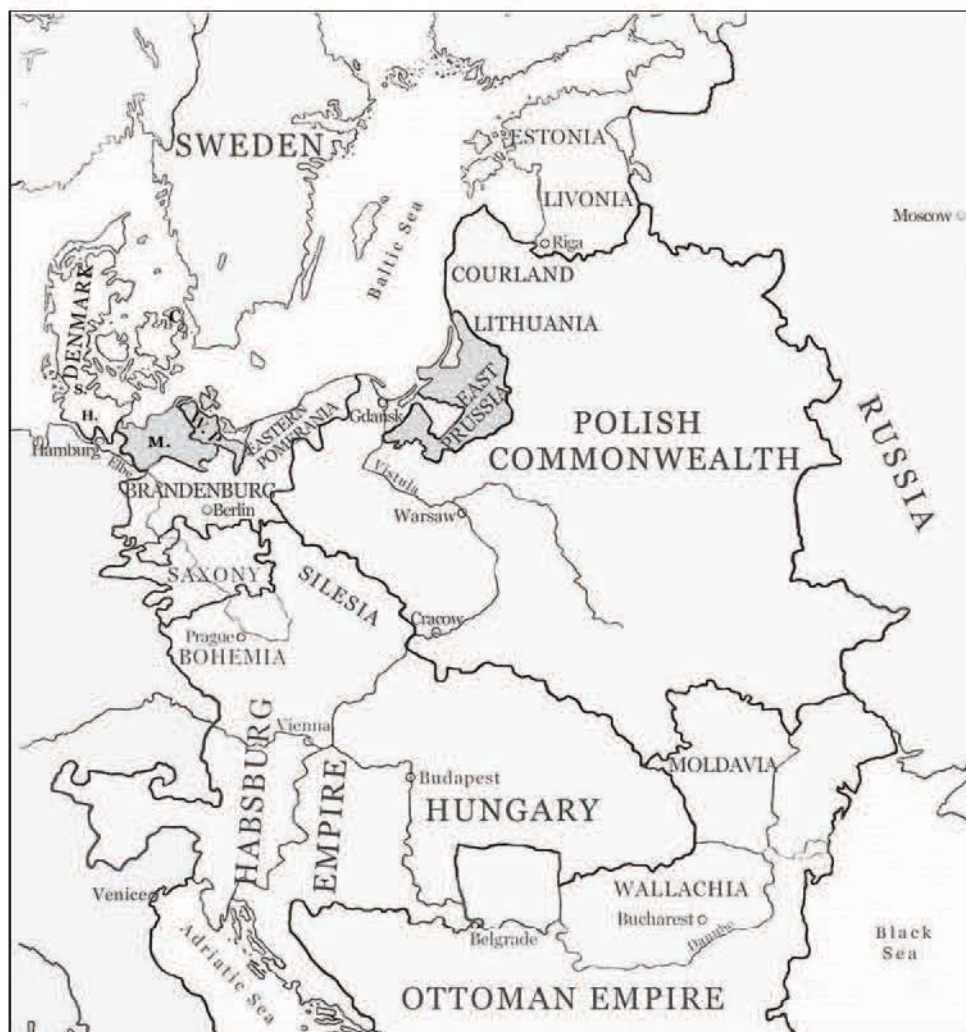 SWEDEN
ESTONIA
LIVONIA
Riga
Moscow
Baltic Sea
COURLAND
LITHUANIA
DENMARK
C.
S.
H.
M.
Hamburg
Elbe
EASTERN
POMERANIA
Gdansk
EAST
PRUSSIA
POLISH
COMMONWEALTH
RUSSIA
BRANDENBURG
Berlin
Vistula
Warsaw
SAXONY
SILESIA
Cracow
Prague
BOHEMIA
HABSBURG
EMPIRE
Vienna
Budapest
HUNGARY
MOLDAVIA
WALLACHIA
Bucharest
Danube
Venice
Adriatic Sea
Belgrade
Black
Sea
OTTOMAN EMPIRE